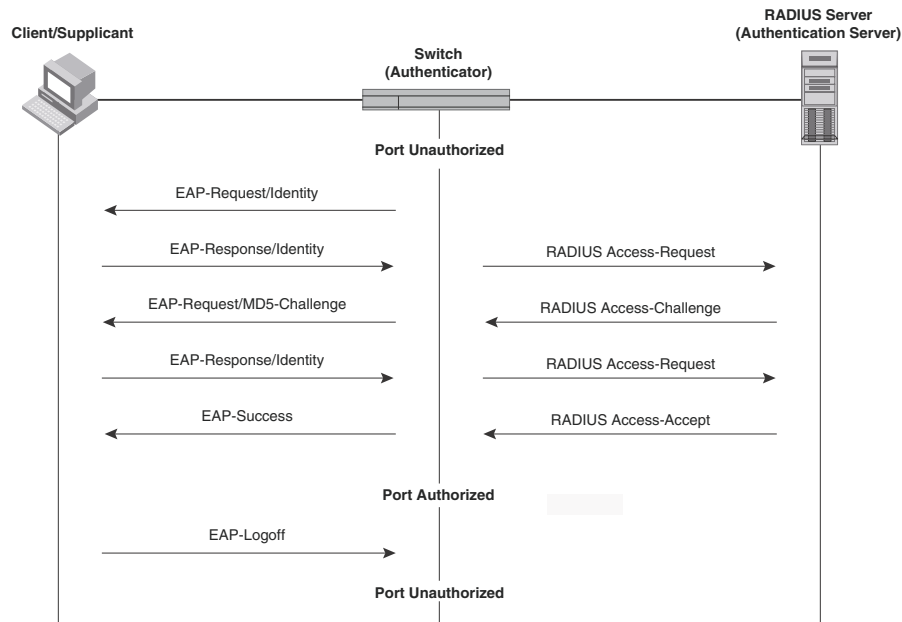 RADIUS Server
(Authentication Server)
Client/Supplicant
Switch
(Authenticator)
Port Unauthorized
EAP-Request/Identity
EAP-Response/Identity
RADIUS Access-Request
EAP-Request/MD5-Challenge
RADIUS Access-Challenge
EAP-Response/Identity
RADIUS Access-Request
EAP-Success
RADIUS Access-Accept
Port Authorized
EAP-Logoff
Port Unauthorized